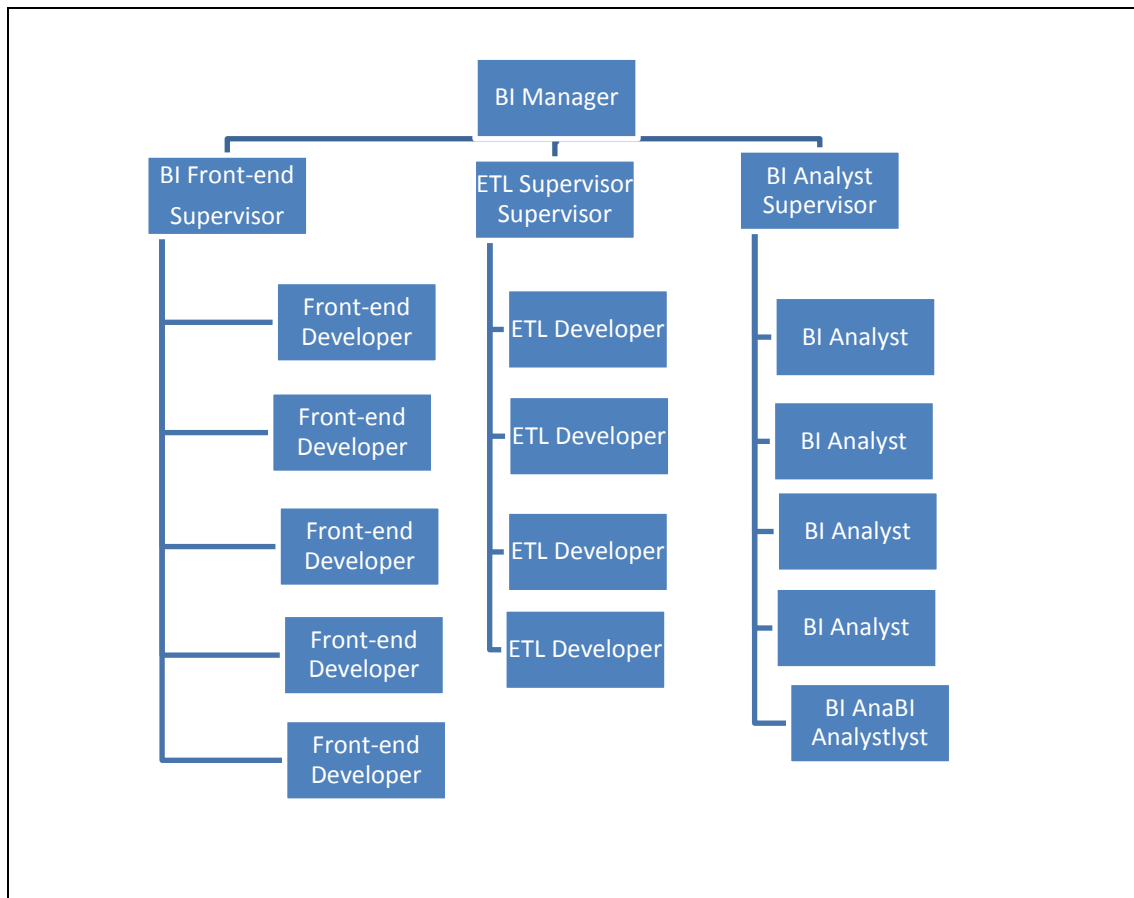 BI Manager
BI Front-end
Supervisor
ETL Supervisor
Supervisor
BI Analyst
Supervisor
Front-end
Developer
Front-end
Developer
Front-end
Developer
Front-end
Developer
Front-end
Developer
ETL Developer
ETL Developer
ETL Developer
ETL Developer
BI Analyst
BI Analyst
BI Analyst
BI Analyst
BI AnaBI
Analystlyst